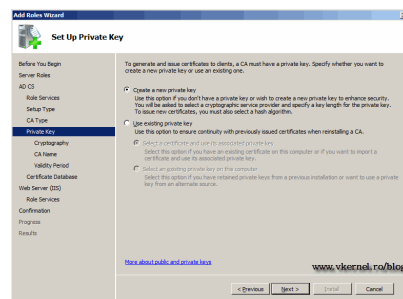 Add Roles Wizard
Set Up Private Key
Before You Begin
Server Roles
AD CS
Role Services
Setup Type
CA Type
Private Key
Cryptography
CA Name
Validity Period
Certificate Database
Web Server (IIS)
Role Services
Confirmation
Progress
Results
To generate and issue certificates to clients, a CA must have a private key. Specify whether you want to
create a new private key or use an existing one.
Create a new private key
Use this option if you don't have a private key or wish to create a new private key to enhance security.
You will be asked to select a cryptographic service provider and specify a key length for the private key.
To issue new certificates, you must also select a hash algorithm.
Use existing private key
Use this option to ensure continuity with previously issued certificates when reinstalling a CA.
Select a certificate and use its associated private key
Select this option if you have an existing certificate on this computer or if you want to import a
certificate and use its associated private key.
Select an existing private key on this computer
Select this option if you have retained private keys from a previous installation or want to use a private
key from an alternate source.
More about public and private keys
www.vkernel.ro/blog
< Previous
Next >
Install
Cancel